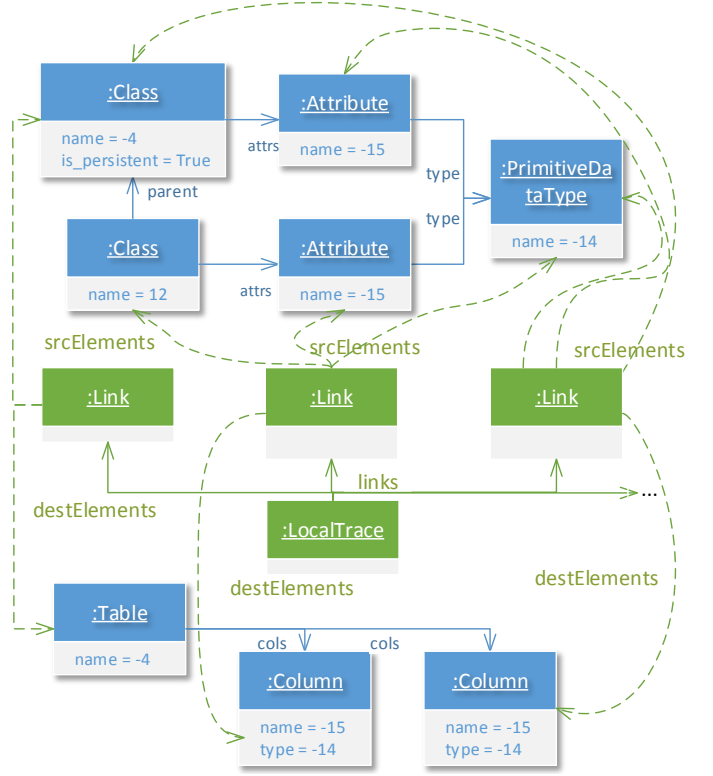 :Class
name = -4
is_persistent = True
attrs
:Attribute
name = -15
type
:PrimitiveDa
taType
name = -14
parent
:Class
name = 12
attrs
:Attribute
name = -15
type
srcElements
srcElements
srcElements
:Link
:Link
:Link
links
...
destElements
:LocalTrace
destElements
destElements
:Table
name = -4
cols
cols
:Column
name = -15
type = -14
:Column
name = -15
type = -14